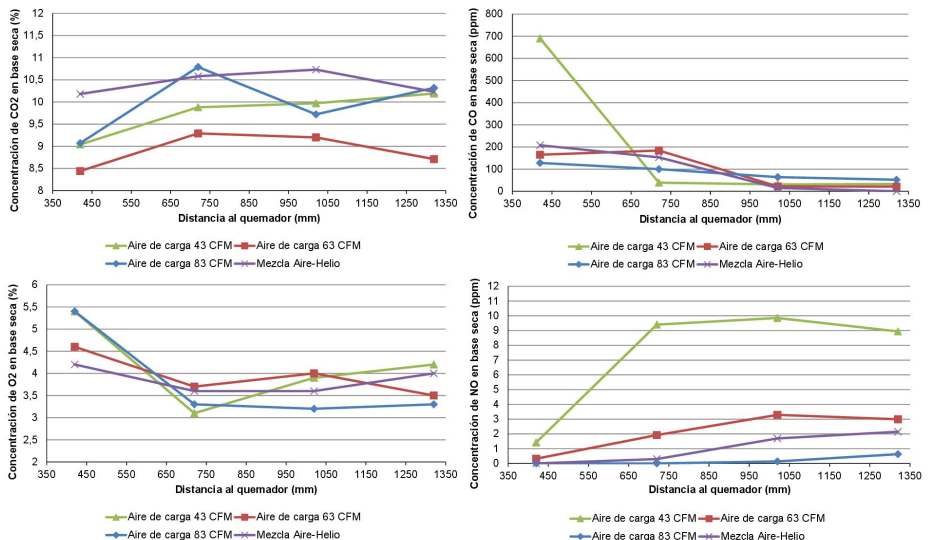 Concentración de CO2 en base seca (%)
11
10,5
10
9,5
9
8,5
8
350 450 550 650 750 850 950 1050 1150 1250 1350
Distancia al quemador (mm)
Aire de carga 43 CFM Aire de carga 63 CFM
Aire de carga 83 CFM Mezcla Aire-Helio
Concentración de CO en base seca (ppm)
800
700
600
500
400
300
200
100
0
350 450 550 650 750 850 950 1050 1150 1250 1350
Distancia al quemador (mm)
Aire de carga 43 CFM Aire de carga 63 CFM
Aire de carga 83 CFM Mezcla Aire-Helio
Concentración de O2 en base seca (%)
6
5,5
5
4,5
4
3,5
3
2,5
2
350 450 550 650 750 850 950 1050 1150 1250 1350
Distancia al quemador (mm)
Aire de carga 43 CFM Aire de carga 63 CFM
Aire de carga 83 CFM Mezcla Aire-Helio
Concentración de NO en base seca (ppm)
12
11
10
9
8
7
6
5
4
3
2
1
0
350 450 550 650 750 850 950 1050 1150 1250 1350
Distancia al quemador (mm)
Aire de carga 43 CFM Aire de carga 63 CFM
Aire de carga 83 CFM Mezcla Aire-Helio